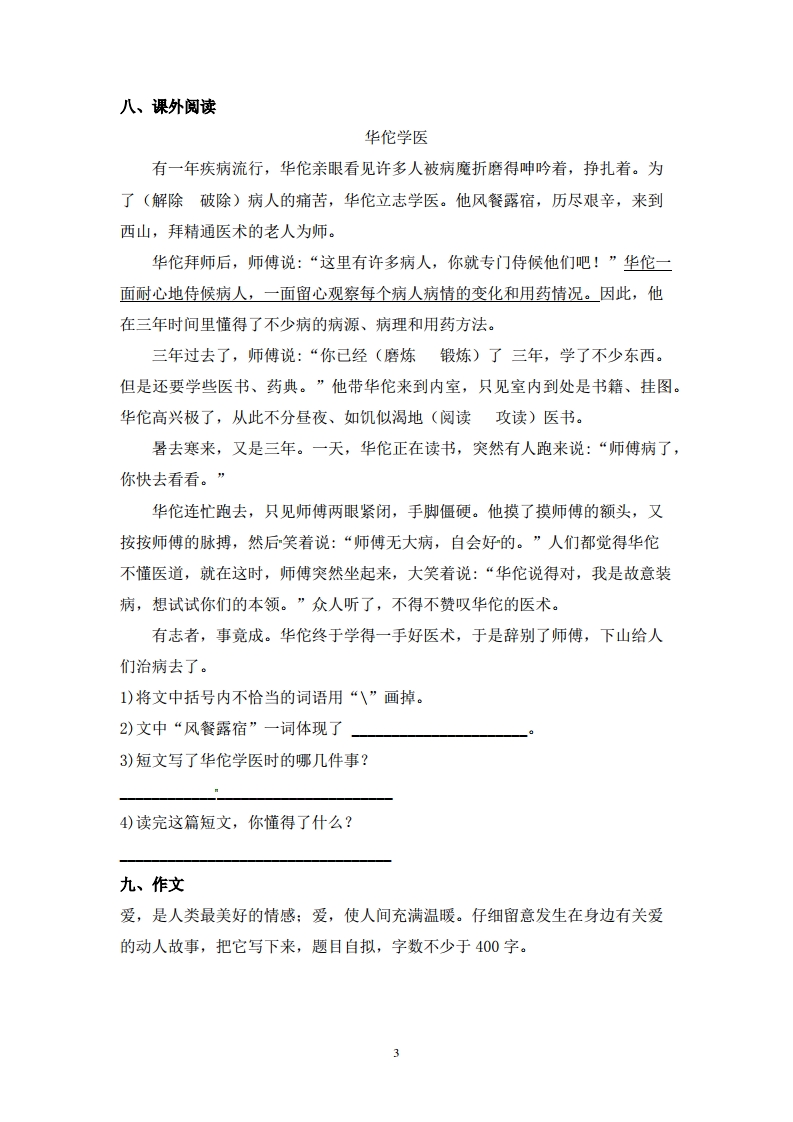 八、课外阅读
华佗学医
有一年疾病流行，华佗亲眼看见许多人被病魔折磨得呻吟着，挣扎着。为
了（解除　破除）病人的痛苦，华佗立志学医。他风餐露宿，历尽艰辛，来到
西山，拜精通医术的老人为师。
华佗拜师后，师傅说：“这里有许多病人，你就专门侍候他们吧！”华佗一
面耐心地侍候病人，一面留心观察每个病人病情的变化和用药情况。因此，他
在三年时间里懂得了不少病的病源、病理和用药方法。
三年过去了，师傅说：“你已经（磨炼　 锻炼）了 三年，学了不少东西。
但是还要学些医书、药典。”他带华佗来到内室，只见室内到处是书籍、挂图。
华佗高兴极了，从此不分昼夜、如饥似渴地（阅读　 攻读）医书。
暑去寒来，又是三年。一天，华佗正在读书，突然有人跑来说：“师傅病了，
你快去看看。”
华佗连忙跑去，只见师傅两眼紧闭，手脚僵硬。他摸了摸师傅的额头，又
按按师傅的脉搏，然后笑着说：“师傅无大病，自会好的。”人们都觉得华佗
不懂医道，就在这时，师傅突然坐起来，大笑着说：“华佗说得对，我是故意装
病，想试试你们的本领。”众人听了，不得不赞叹华佗的医术。
有志者，事竟成。华佗终于学得一手好医术，于是辞别了师傅，下山给人
们治病去了。
1)将文中括号内不恰当的词语用“\”画掉。
2)文中“风餐露宿”一词体现了 ______________________。
3)短文写了华佗学医时的哪几件事？
__________________________________
4)读完这篇短文，你懂得了什么？
__________________________________
九、作文
爱，是人类最美好的情感；爱，使人间充满温暖。仔细留意发生在身边有关爱
的动人故事，把它写下来，题目自拟，字数不少于 400 字。
3